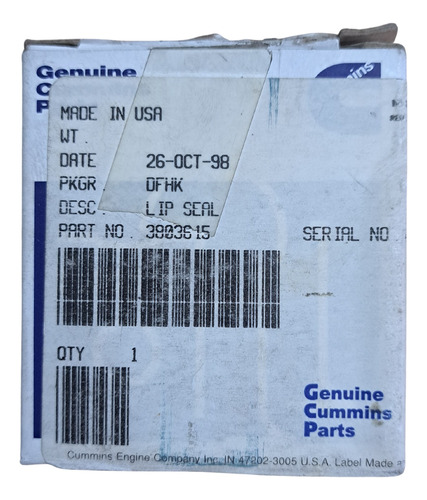 Genuine
C
P
MADE IN USA
WT.
DATE 26-OCT-98
PKGR. DFHK
DESC. LIP SEAL
PART NO. 3803615 SERIAL NO.
QTY 1
Genuine
Cummins
Parts
Cummins Engine Company Inc. IN 47202-3005 U.S.A. Label Made